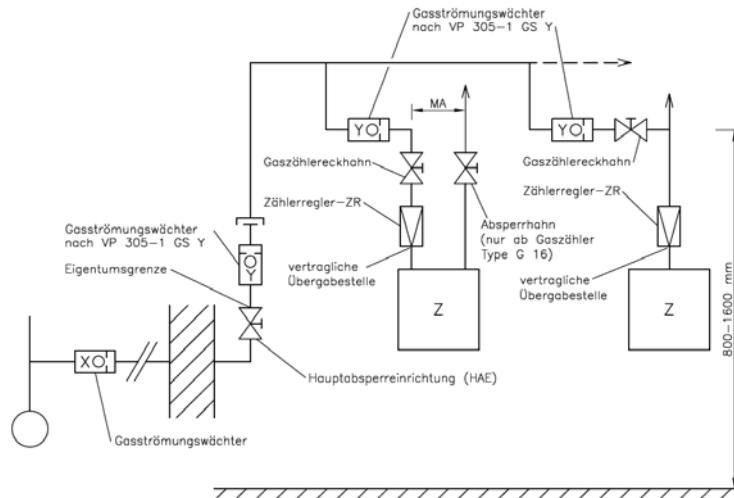 Gasströmungswächter
nach VP 305-1 GS Y
MA
YO
YO
Gaszählereckhahn
Gaszählereckhahn
Zählerregler-ZR
Zählerregler-ZR
Absperrhahn
(nur ab Gaszähler
Type G 16)
Gasströmungswächter
nach VP 305-1 GS Y
O
Y
Eigentumsgrenze
vertragliche
Übergabestelle
vertragliche
Übergabestelle
Z
Z
800-1600 mm
XO
Hauptabsperreinrichtung (HAE)
Gasströmungswächter